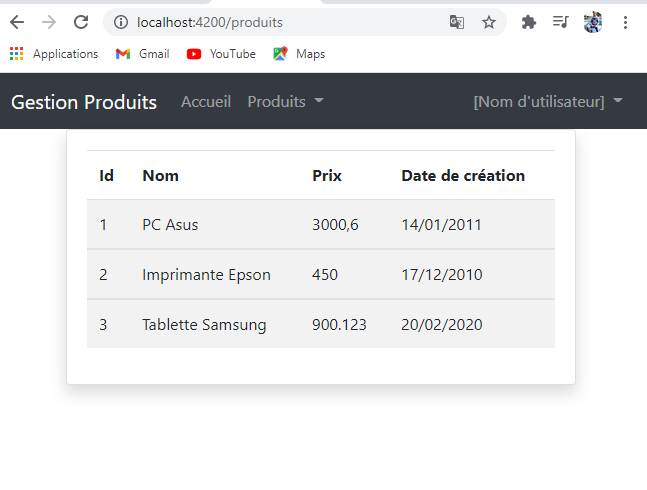 localhost:4200/produits
Applications Gmail YouTube Maps
Gestion Produits Accueil Produits [Nom d'utilisateur]
Id Nom Prix Date de création
1 PC Asus 3000,6 14/01/2011
2 Imprimante Epson 450 17/12/2010
3 Tablette Samsung 900.123 20/02/2020